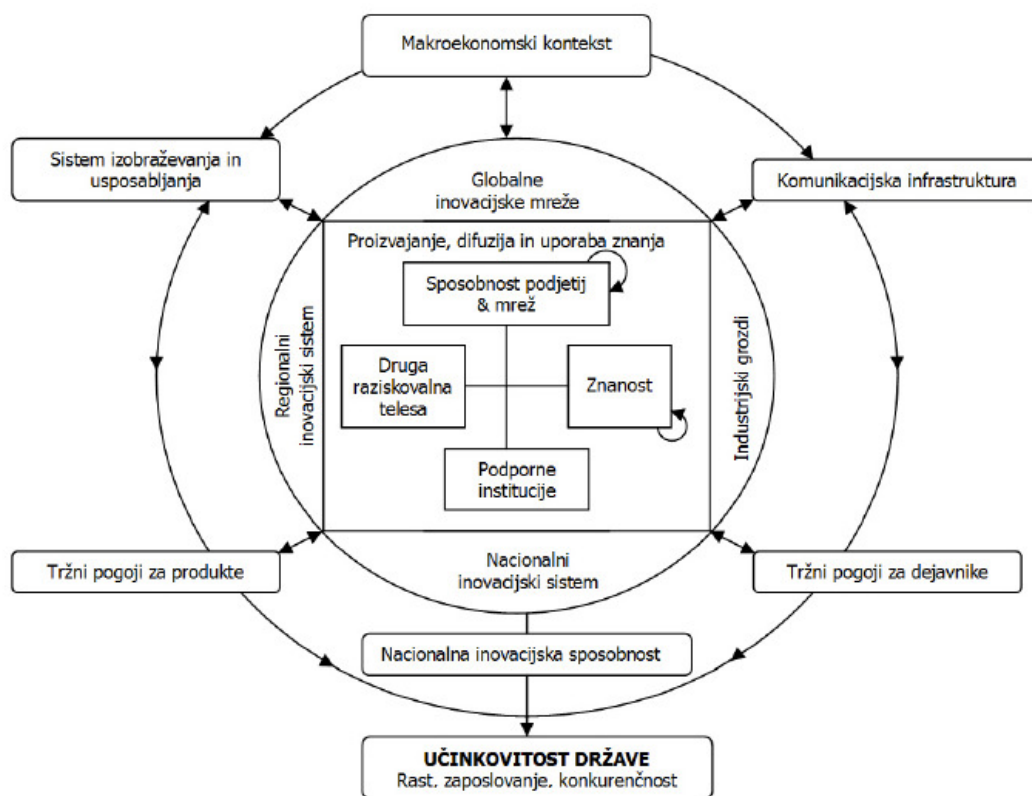 Makroekonomski kontekst
Sistem izobraževanja in
usposabljanja
Globalne
inovacijske mreže
Komunikacijska infrastruktura
Proizvajanje, difuzija in uporaba znanja
Sposobnost podjetij
& mrež
Regionalni
inovacijski sistem
Druga
raziskovalna
telesa
Znanost
Industrijski grozdi
Podporne
institucije
Tržni pogoji za produkte
Nacionalni
inovacijski sistem
Tržni pogoji za dejavnike
Nacionalna inovacijska sposobnost
UČINKOVITOST DRŽAVE
Rast, zaposlovanje, konkurenčnost